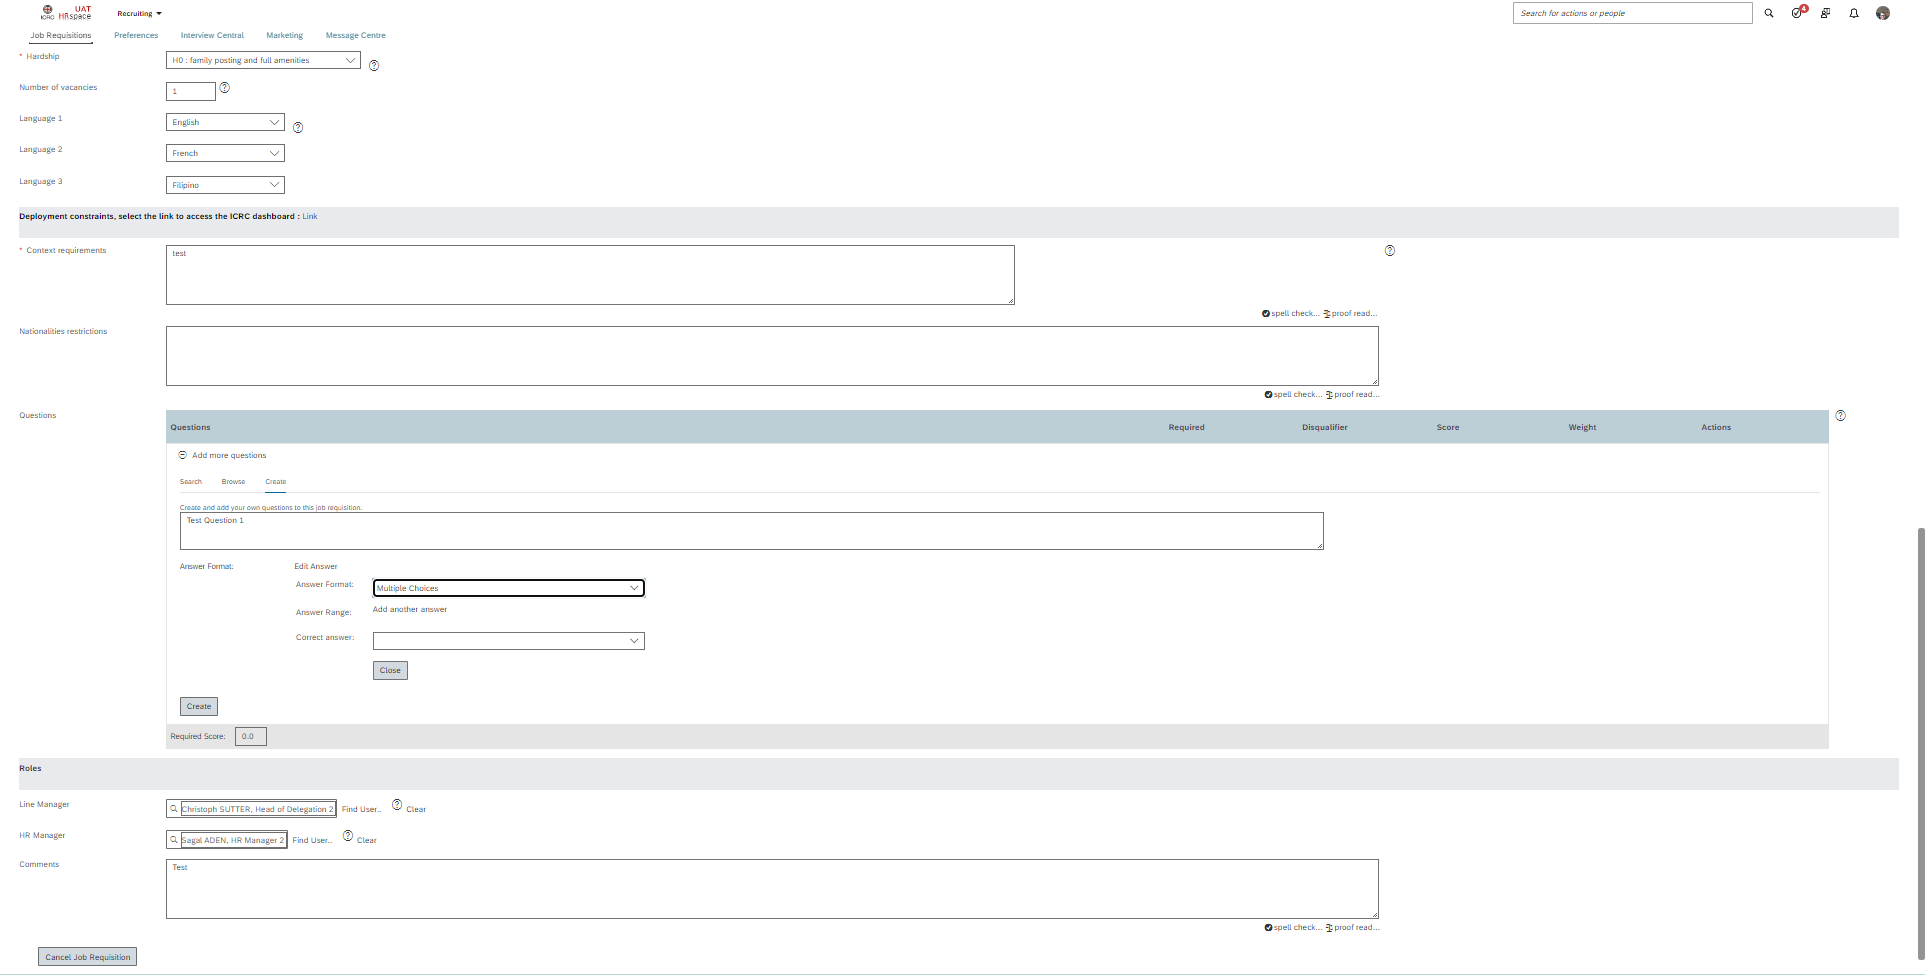 ICRC UAT HRspace
Recruiting
Search for actions or people
4
Job Requisitions Preferences Interview Central Marketing Message Centre
* Hardship
H0 : family posting and full amenities
Number of vacancies
1
Language 1
English
Language 2
French
Language 3
Filipino
Deployment constraints, select the link to access the ICRC dashboard : Link
* Context requirements
test
spell check... proof read...
Nationalities restrictions
spell check... proof read...
Questions
Questions Required Disqualifier Score Weight Actions
Add more questions
Search Browse Create
Create and add your own questions to this job requisition.
Test Question 1
Answer Format: Edit Answer
Answer Format: Multiple Choices
Answer Range: Add another answer
Correct answer:
Close
Create
Required Score: 0.0
Roles
Line Manager
Christoph SUTTER, Head of Delegation 2 Find User.. Clear
HR Manager
Sagal ADEN, HR Manager 2 Find User.. Clear
Comments
Test
spell check... proof read...
Cancel Job Requisition